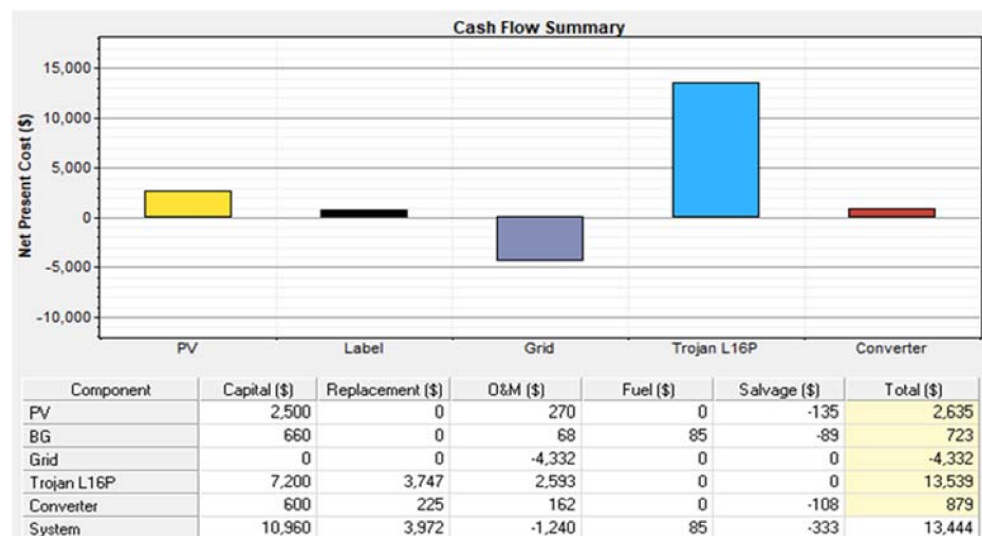 Cash Flow Summary
Net Present Cost ($)
15,000
10,000
5,000
0
-5,000
-10,000
PV Label Grid Trojan L16P Converter
Component Capital ($) Replacement ($) O&M ($) Fuel ($) Salvage ($) Total ($)
PV 2,500 0 270 0 -135 2,635
BG 660 0 68 85 -89 723
Grid 0 0 -4,332 0 0 -4,332
Trojan L16P 7,200 3,747 2,593 0 0 13,539
Converter 600 225 162 0 -108 879
System 10,960 3,972 -1,240 85 -333 13,444